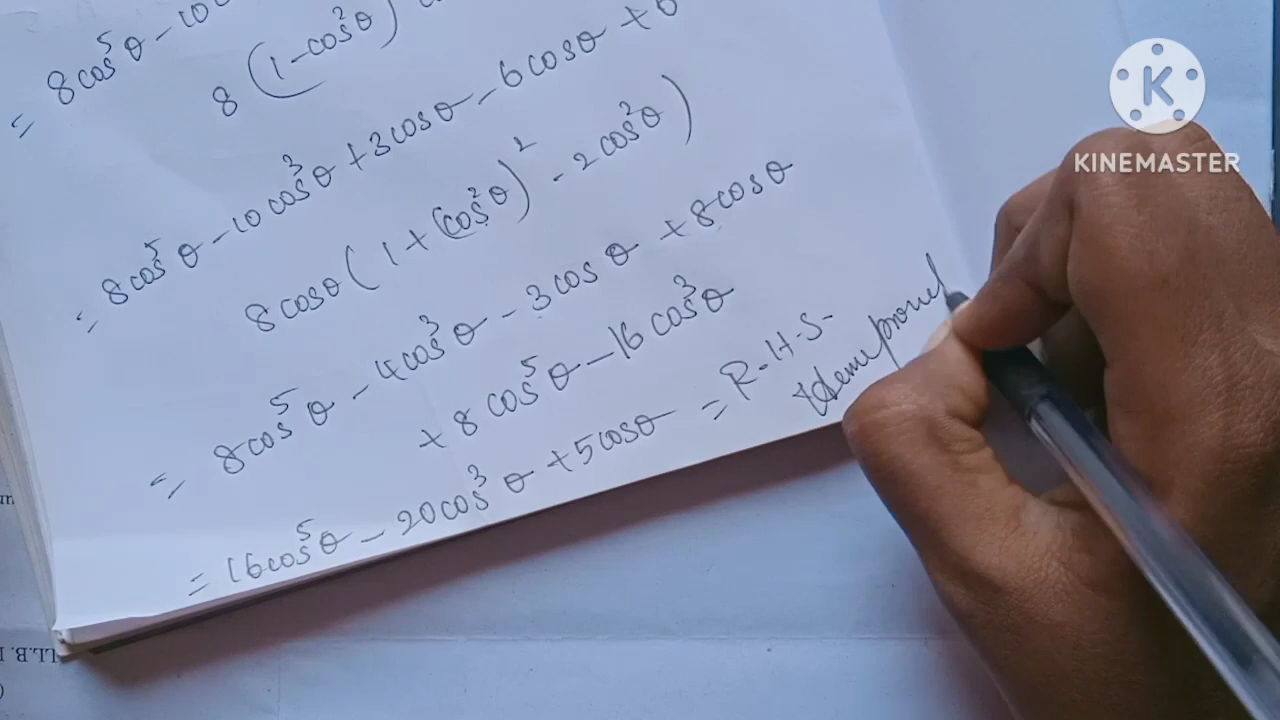 = 8cos⁵θ - 10
8(1-cos²θ)
= 8cos⁵θ - 10cos³θ + 3cosθ - 6cosθ +
8cosθ(1+(cos²θ)² - 2cos²θ)
= 8cos⁵θ - 4cos³θ - 3cosθ + 8cosθ
+ 8cos⁵θ - 16cos³θ
= 16cos⁵θ - 20cos³θ + 5cosθ = R.H.S.
Hence proved
K
KINEMASTER
LL.B.